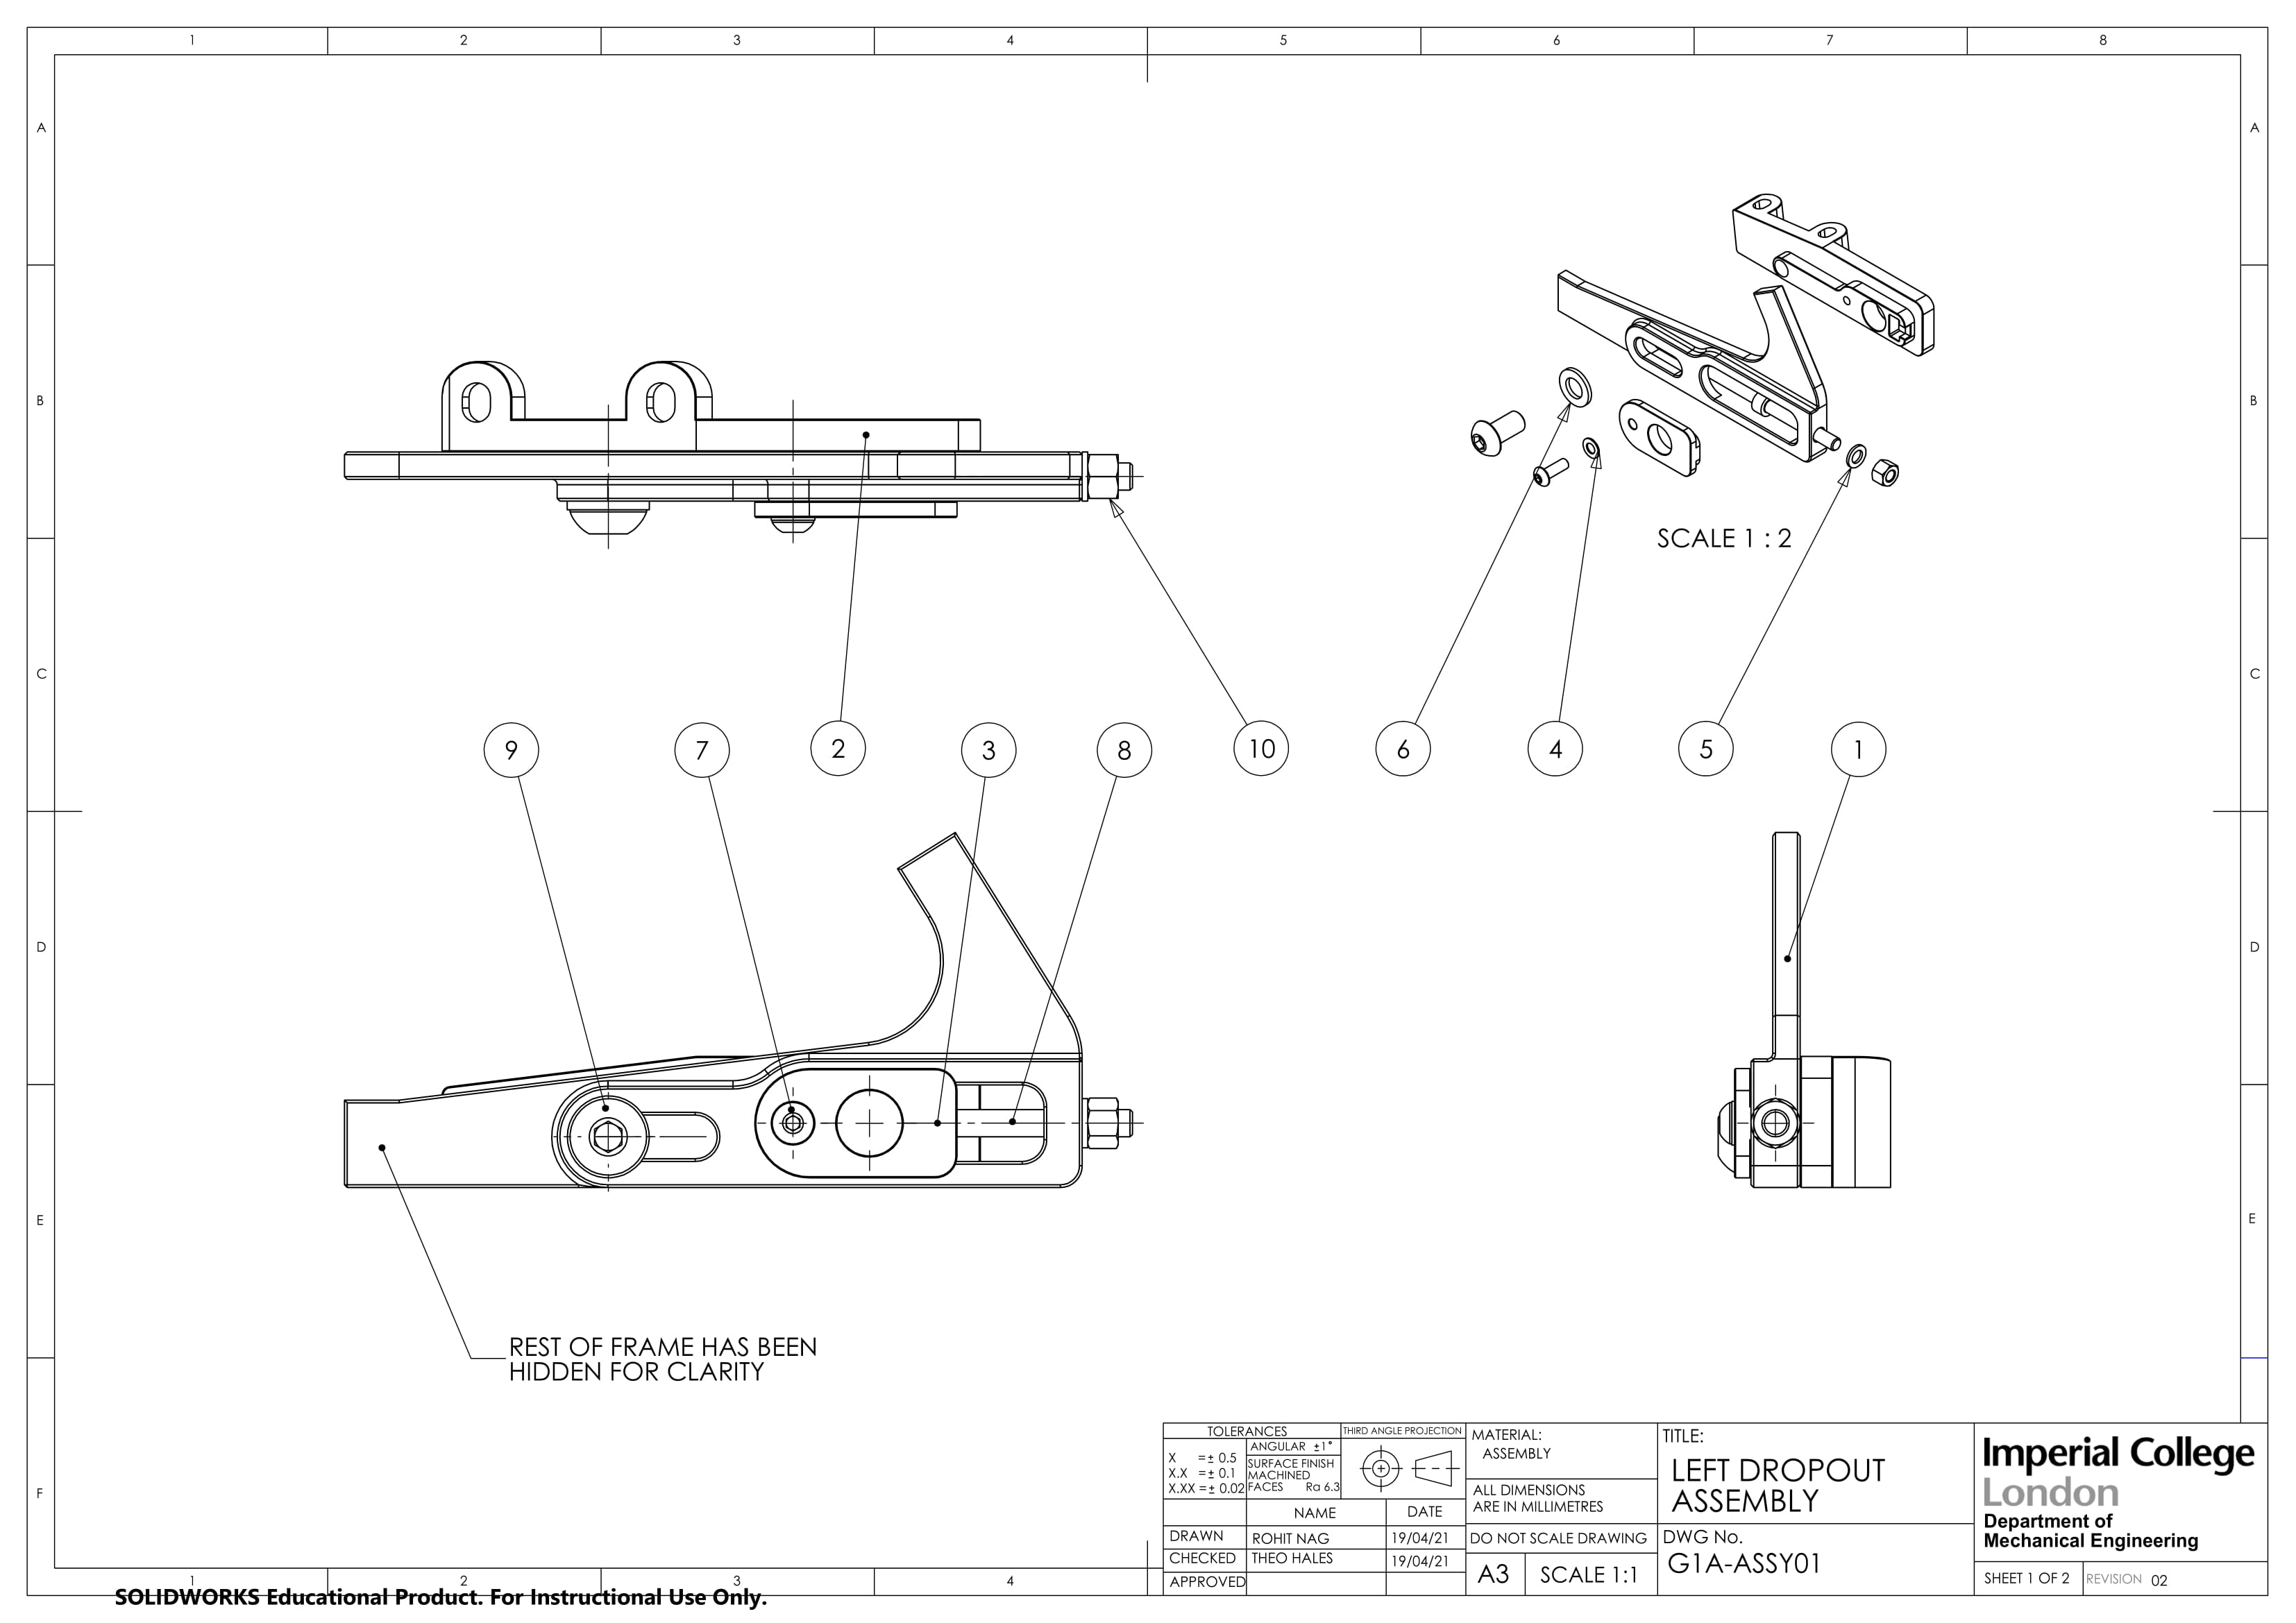 1 2 3 4 5 6 7 8
A A
B B
SCALE 1 : 2
C C
9 7 2 3 8 10 6 4 5 1
D D
E E
REST OF FRAME HAS BEEN
HIDDEN FOR CLARITY
F
TOLERANCES
X =± 0.5
X.X =± 0.1
X.XX =± 0.02
ANGULAR ±1°
SURFACE FINISH
MACHINED
FACES Ra 6.3
THIRD ANGLE PROJECTION
NAME DATE
DRAWN ROHIT NAG 19/04/21
CHECKED THEO HALES 19/04/21
APPROVED
MATERIAL:
ASSEMBLY
ALL DIMENSIONS
ARE IN MILLIMETRES
DO NOT SCALE DRAWING
A3 SCALE 1:1
TITLE:
LEFT DROPOUT
ASSEMBLY
DWG No.
G1A-ASSY01
Imperial College
London
Department of
Mechanical Engineering
SHEET 1 OF 2 REVISION 02
1 2 3 4
SOLIDWORKS Educational Product. For Instructional Use Only.